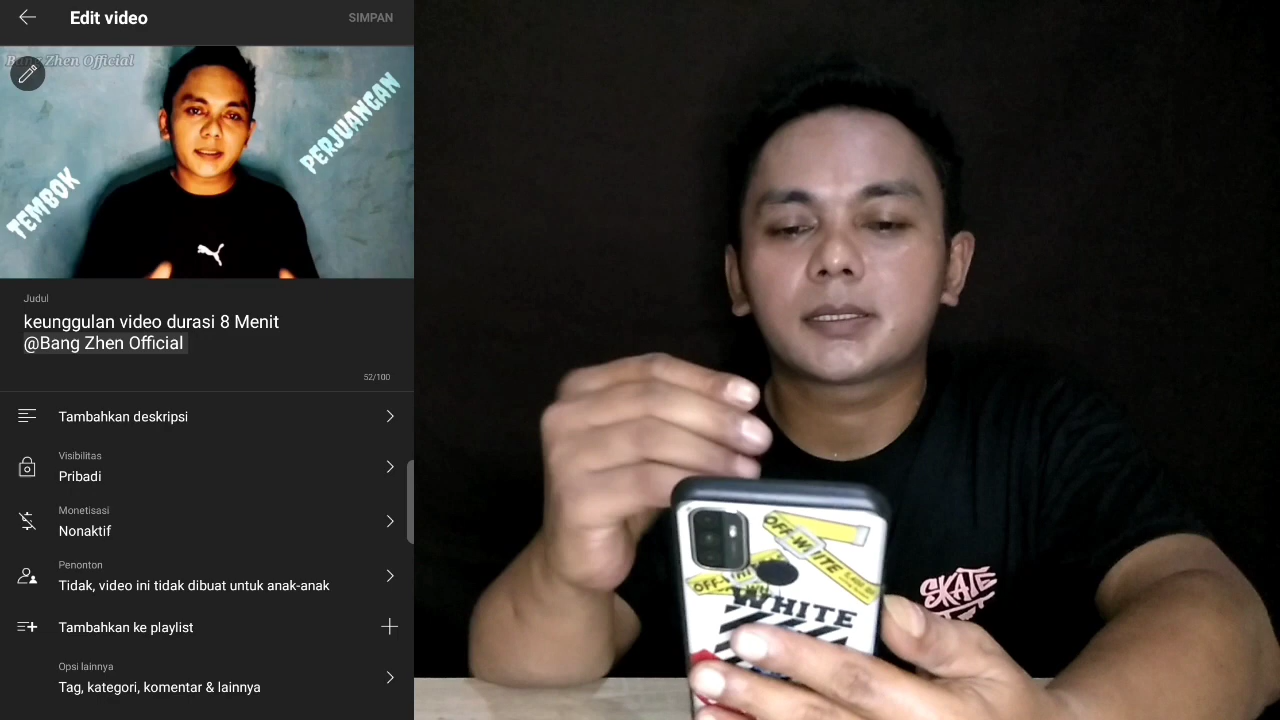 Edit video
SIMPAN
Bang Zhen Official
TEMBOK
PERJUANGAN
Judul
keunggulan video durasi 8 Menit
@Bang Zhen Official
52/100
Tambahkan deskripsi
Visibilitas
Pribadi
Monetisasi
Nonaktif
Penonton
Tidak, video ini tidak dibuat untuk anak-anak
Tambahkan ke playlist
Opsi lainnya
Tag, kategori, komentar & lainnya
OFF-WHITE
WHITE
SKATE